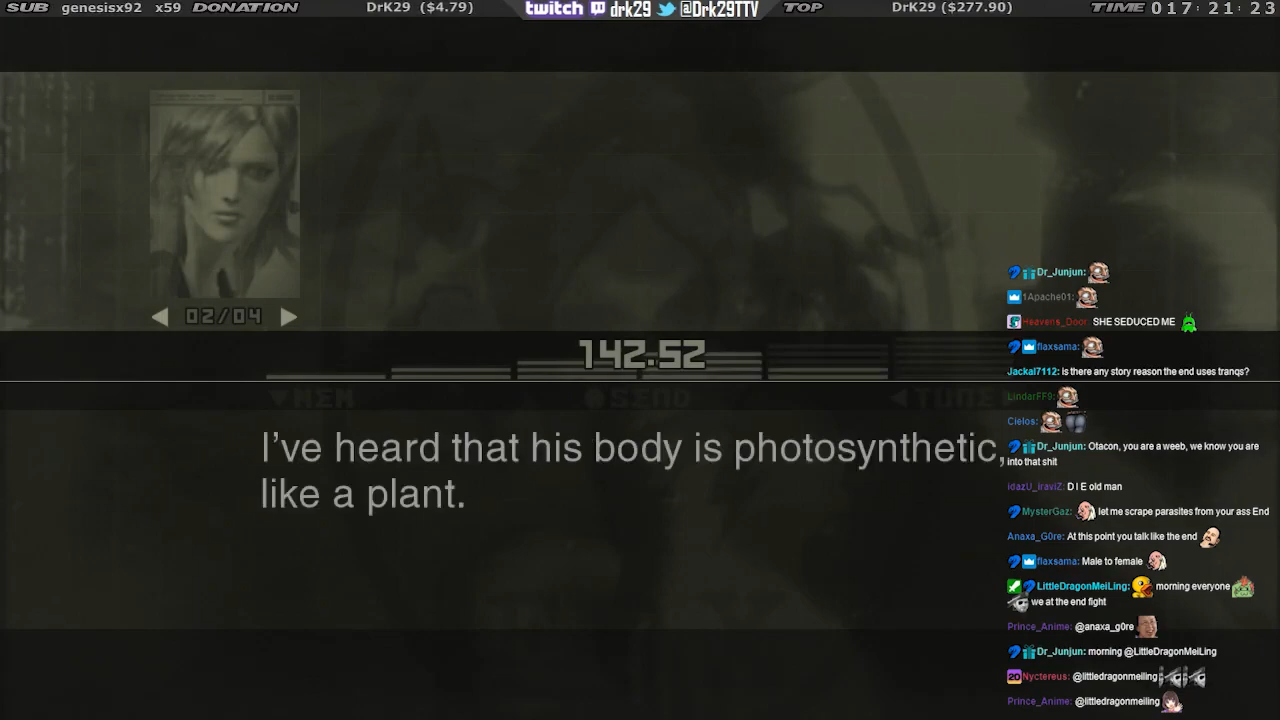 SUB genesisx92 x59 DONATION DrK29 ($4.79) twitch drk29 @Drk29TTV TOP DrK29 ($277.90) TIME 017:21:23
02/04
142.52
MEM SEND TUNE
I've heard that his body is photosynthetic,
like a plant.
Dr_Junjun:
1Apache01:
Heavens_Door: SHE SEDUCED ME
flaxsama:
Jackal7112: is there any story reason the end uses tranqs?
LindarFF9:
Cielos:
Dr_Junjun: Otacon, you are a weeb, we know you are
into that shit
idazU_iraviZ: D I E old man
MysterGaz: let me scrape parasites from your ass End
Anaxa_G0re: At this point you talk like the end
flaxsama: Male to female
LittleDragonMeiLing: morning everyone
we at the end fight
Prince_Anime: @anaxa_g0re
Dr_Junjun: morning @LittleDragonMeiLing
2D Nyctereus: @littledragonmeiling
Prince_Anime: @littledragonmeiling